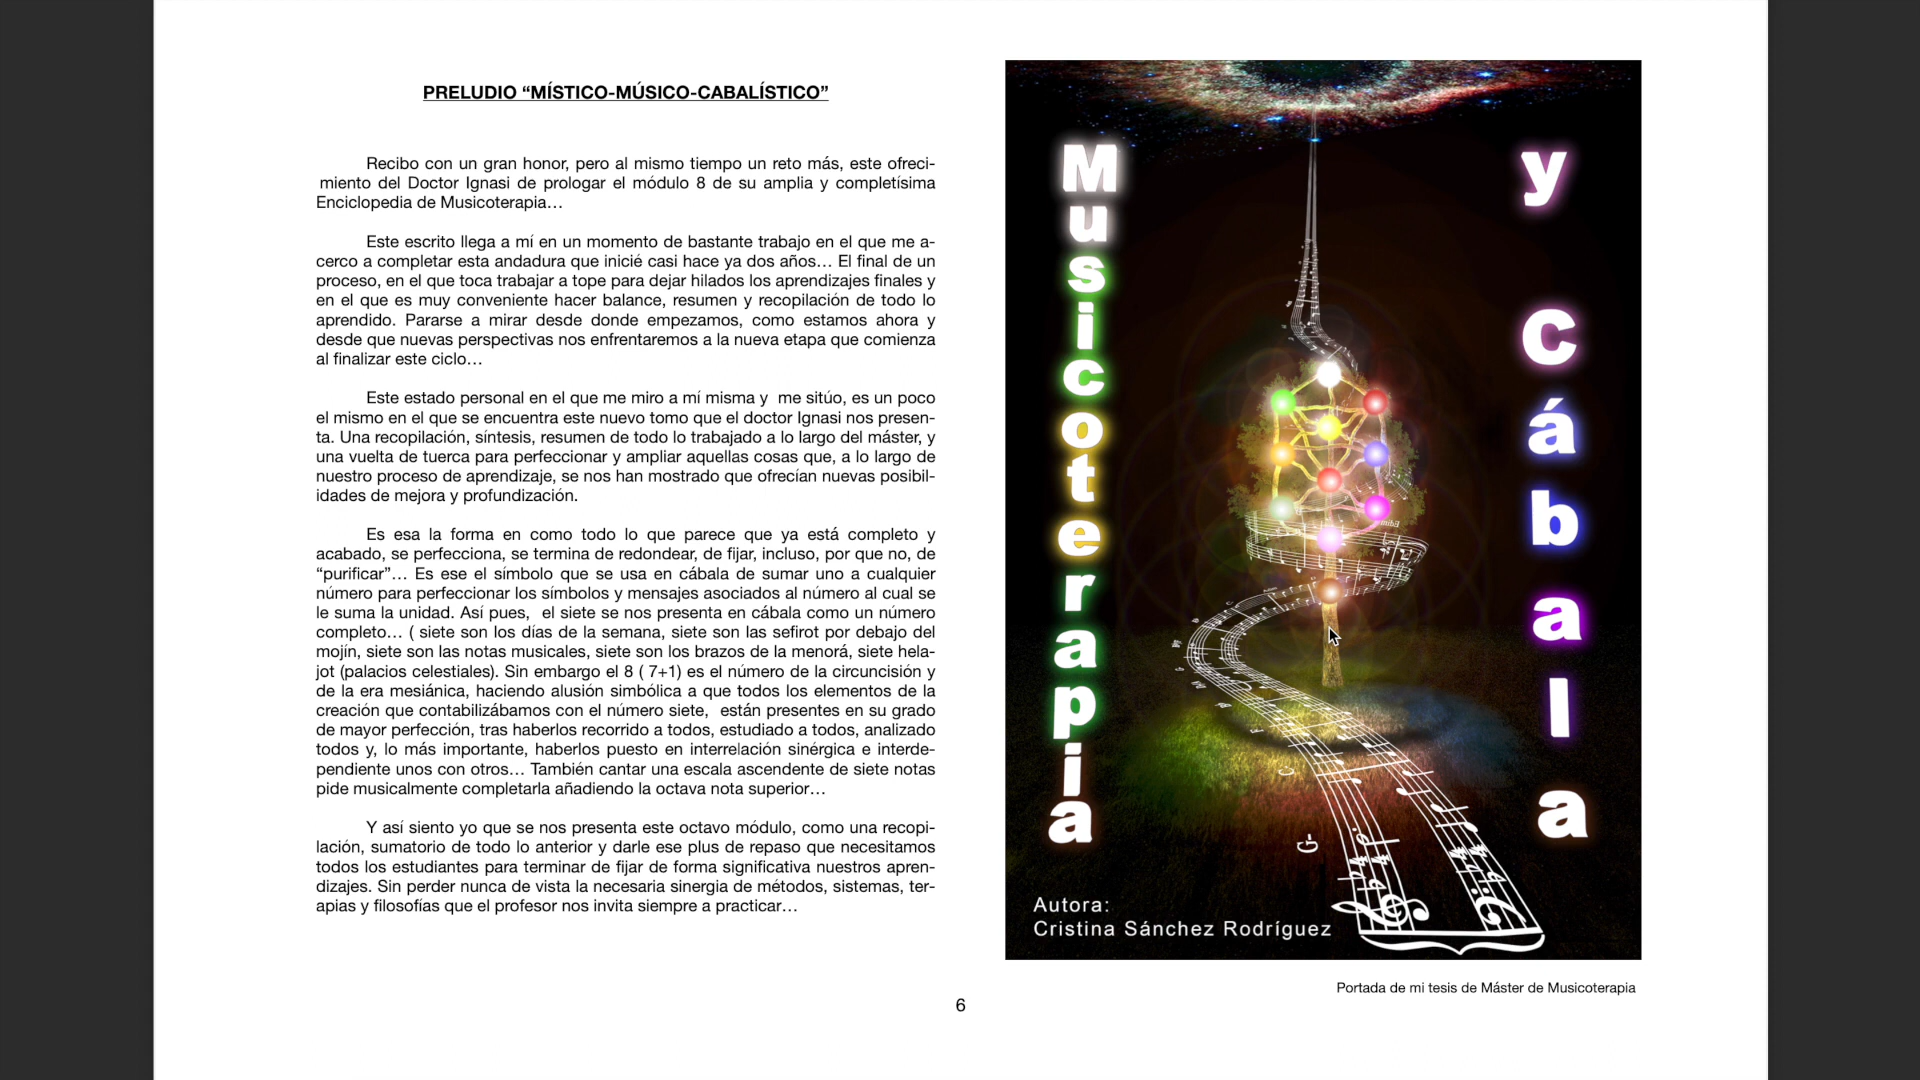 PRELUDIO “MÍSTICO-MÚSICO-CABALÍSTICO”
Recibo con un gran honor, pero al mismo tiempo un reto más, este ofreci-
miento del Doctor Ignasi de prologar el módulo 8 de su amplia y completísima
Enciclopedia de Musicoterapia…
Este escrito llega a mí en un momento de bastante trabajo en el que me a-
cerco a completar esta andadura que inicié casi hace ya dos años… El final de un
proceso, en el que toca trabajar a tope para dejar hilados los aprendizajes finales y
en el que es muy conveniente hacer balance, resumen y recopilación de todo lo
aprendido. Pararse a mirar desde donde empezamos, como estamos ahora y
desde que nuevas perspectivas nos enfrentaremos a la nueva etapa que comienza
al finalizar este ciclo…
Este estado personal en el que me miro a mí misma y me sitúo, es un poco
el mismo en el que se encuentra este nuevo tomo que el doctor Ignasi nos presen-
ta. Una recopilación, síntesis, resumen de todo lo trabajado a lo largo del máster, y
una vuelta de tuerca para perfeccionar y ampliar aquellas cosas que, a lo largo de
nuestro proceso de aprendizaje, se nos han mostrado que ofrecían nuevas posibil-
idades de mejora y profundización.
Es esa la forma en como todo lo que parece que ya está completo y
acabado, se perfecciona, se termina de redondear, de fijar, incluso, por que no, de
“purificar”… Es ese el símbolo que se usa en cábala de sumar uno a cualquier
número para perfeccionar los símbolos y mensajes asociados al número al cual se
le suma la unidad. Así pues, el siete se nos presenta en cábala como un número
completo… ( siete son los días de la semana, siete son las sefirot por debajo del
mojín, siete son las notas musicales, siete son los brazos de la menorá, siete hela-
jot (palacios celestiales). Sin embargo el 8 ( 7+1) es el número de la circuncisión y
de la era mesiánica, haciendo alusión simbólica a que todos los elementos de la
creación que contabilizábamos con el número siete, están presentes en su grado
de mayor perfección, tras haberlos recorrido a todos, estudiado a todos, analizado
todos y, lo más importante, haberlos puesto en interrelación sinérgica e interde-
pendiente unos con otros… También cantar una escala ascendente de siete notas
pide musicalmente completarla añadiendo la octava nota superior…
Y así siento yo que se nos presenta este octavo módulo, como una recopi-
lación, sumatorio de todo lo anterior y darle ese plus de repaso que necesitamos
todos los estudiantes para terminar de fijar de forma significativa nuestros apren-
dizajes. Sin perder nunca de vista la necesaria sinergia de métodos, sistemas, ter-
apias y filosofías que el profesor nos invita siempre a practicar…
6
Musicoterapia
y Cábala
Autora:
Cristina Sánchez Rodríguez
Portada de mi tesis de Máster de Musicoterapia